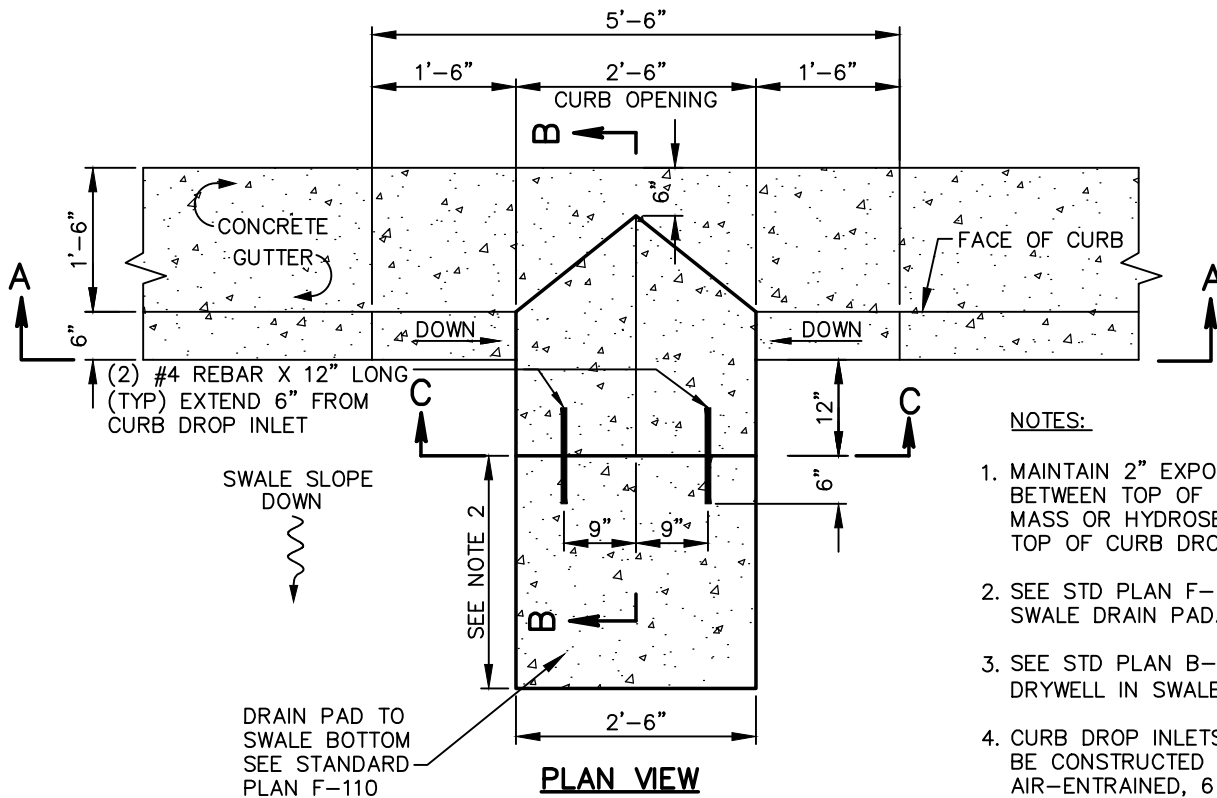 5'-6"
1'-6"
2'-6"
1'-6"
CURB OPENING
B
6"
CONCRETE
GUTTER
FACE OF CURB
1'-6"
A
A
DOWN
DOWN
6"
(2) #4 REBAR X 12" LONG
(TYP) EXTEND 6" FROM
CURB DROP INLET
C
C
12"
6"
SWALE SLOPE
DOWN
9"
9"
SEE NOTE 2
B
DRAIN PAD TO
SWALE BOTTOM
SEE STANDARD
PLAN F-110
2'-6"
PLAN VIEW
NOTES:
1. MAINTAIN 2" EXPO
BETWEEN TOP OF
MASS OR HYDROSE
TOP OF CURB DRO
2. SEE STD PLAN F-
SWALE DRAIN PAD.
3. SEE STD PLAN B-
DRYWELL IN SWALE
4. CURB DROP INLETS
BE CONSTRUCTED
AIR-ENTRAINED, 6